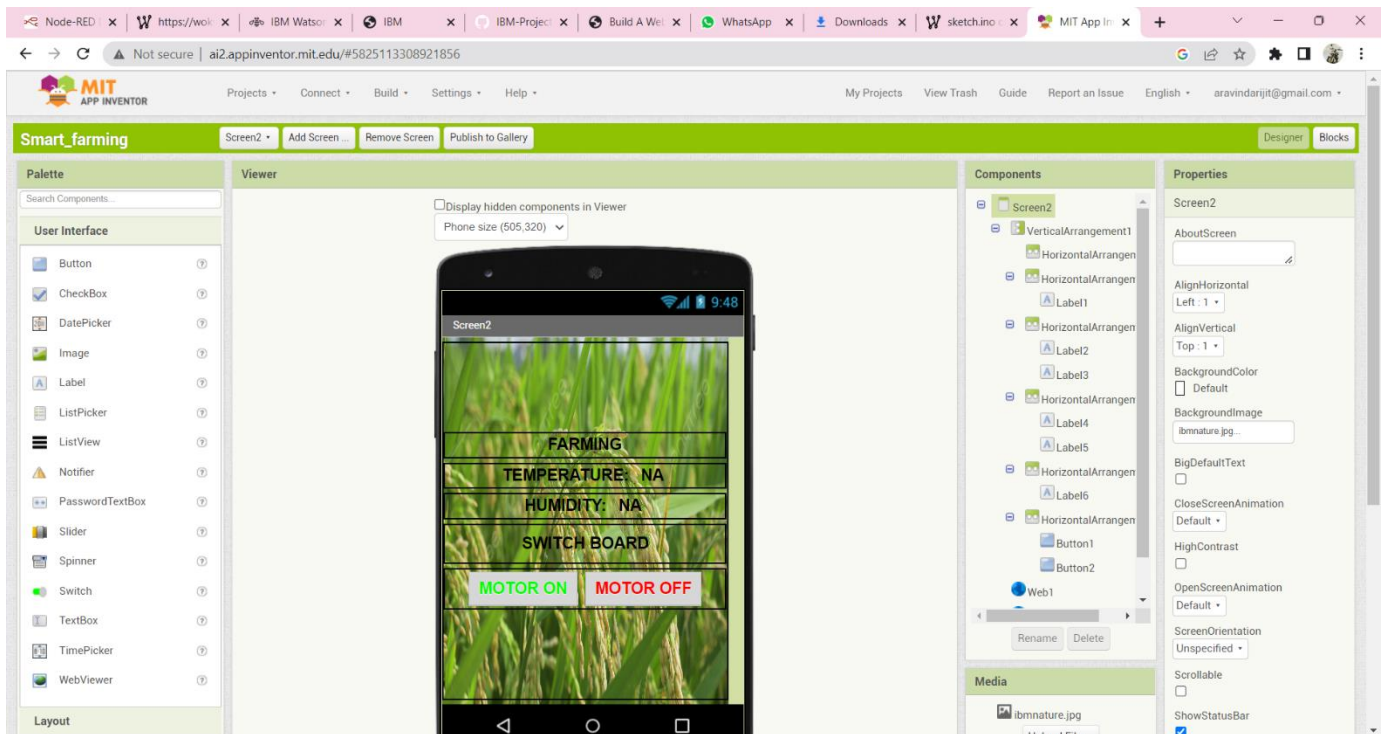 Node-RED
https://wok
IBM Watson
IBM
IBM-Project
Build A Wel
WhatsApp
Downloads
sketch.ino
MIT App In
Not secure | ai2.appinventor.mit.edu/#5825113308921856
MIT
APP INVENTOR
Projects
Connect
Build
Settings
Help
My Projects
View Trash
Guide
Report an Issue
English
aravindarijit@gmail.com
Smart_farming
Screen2
Add Screen ...
Remove Screen
Publish to Gallery
Designer
Blocks
Palette
Search Components...
User Interface
Button
CheckBox
DatePicker
Image
Label
ListPicker
ListView
Notifier
PasswordTextBox
Slider
Spinner
Switch
TextBox
TimePicker
WebViewer
Layout
Viewer
Display hidden components in Viewer
Phone size (505,320)
9:48
Screen2
FARMING
TEMPERATURE: NA
HUMIDITY: NA
SWITCH BOARD
MOTOR ON MOTOR OFF
Components
Screen2
VerticalArrangement1
HorizontalArrangen
HorizontalArrangen
Label1
HorizontalArrangen
Label2
Label3
HorizontalArrangen
Label4
Label5
HorizontalArrangen
Label6
HorizontalArrangen
Button1
Button2
Web1
Rename
Delete
Media
ibmnature.jpg
Properties
Screen2
AboutScreen
AlignHorizontal
Left : 1
AlignVertical
Top : 1
BackgroundColor
Default
BackgroundImage
ibmnature.jpg...
BigDefaultText
CloseScreenAnimation
Default
HighContrast
OpenScreenAnimation
Default
ScreenOrientation
Unspecified
Scrollable
ShowStatusBar